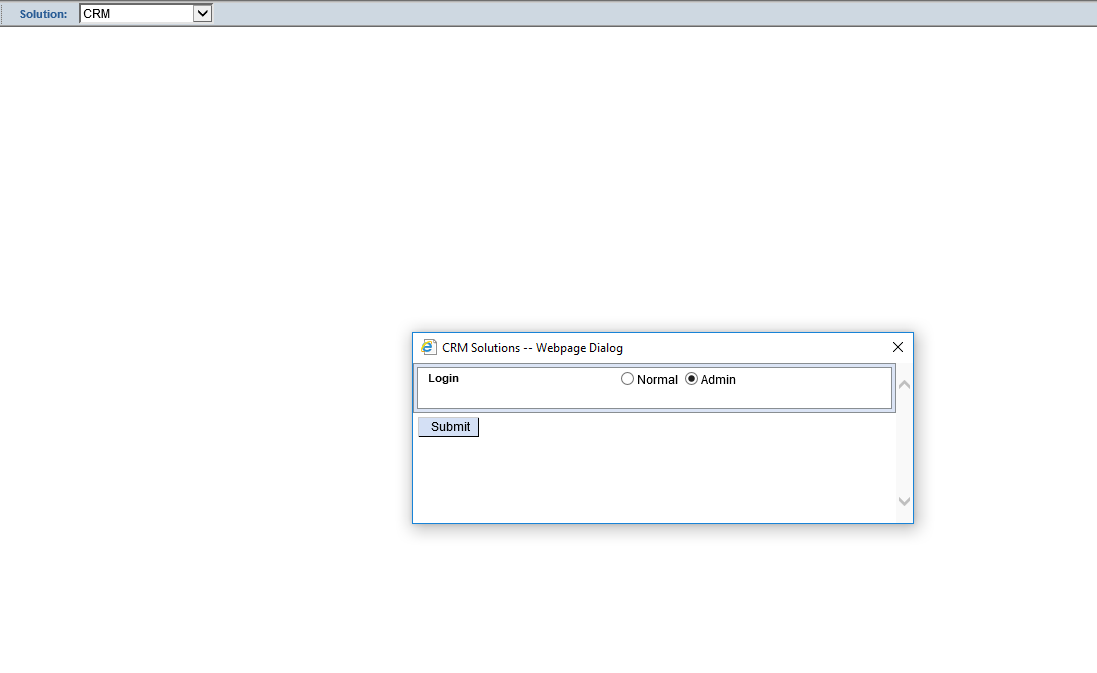 Solution: CRM
CRM Solutions -- Webpage Dialog
Login Normal Admin
Submit